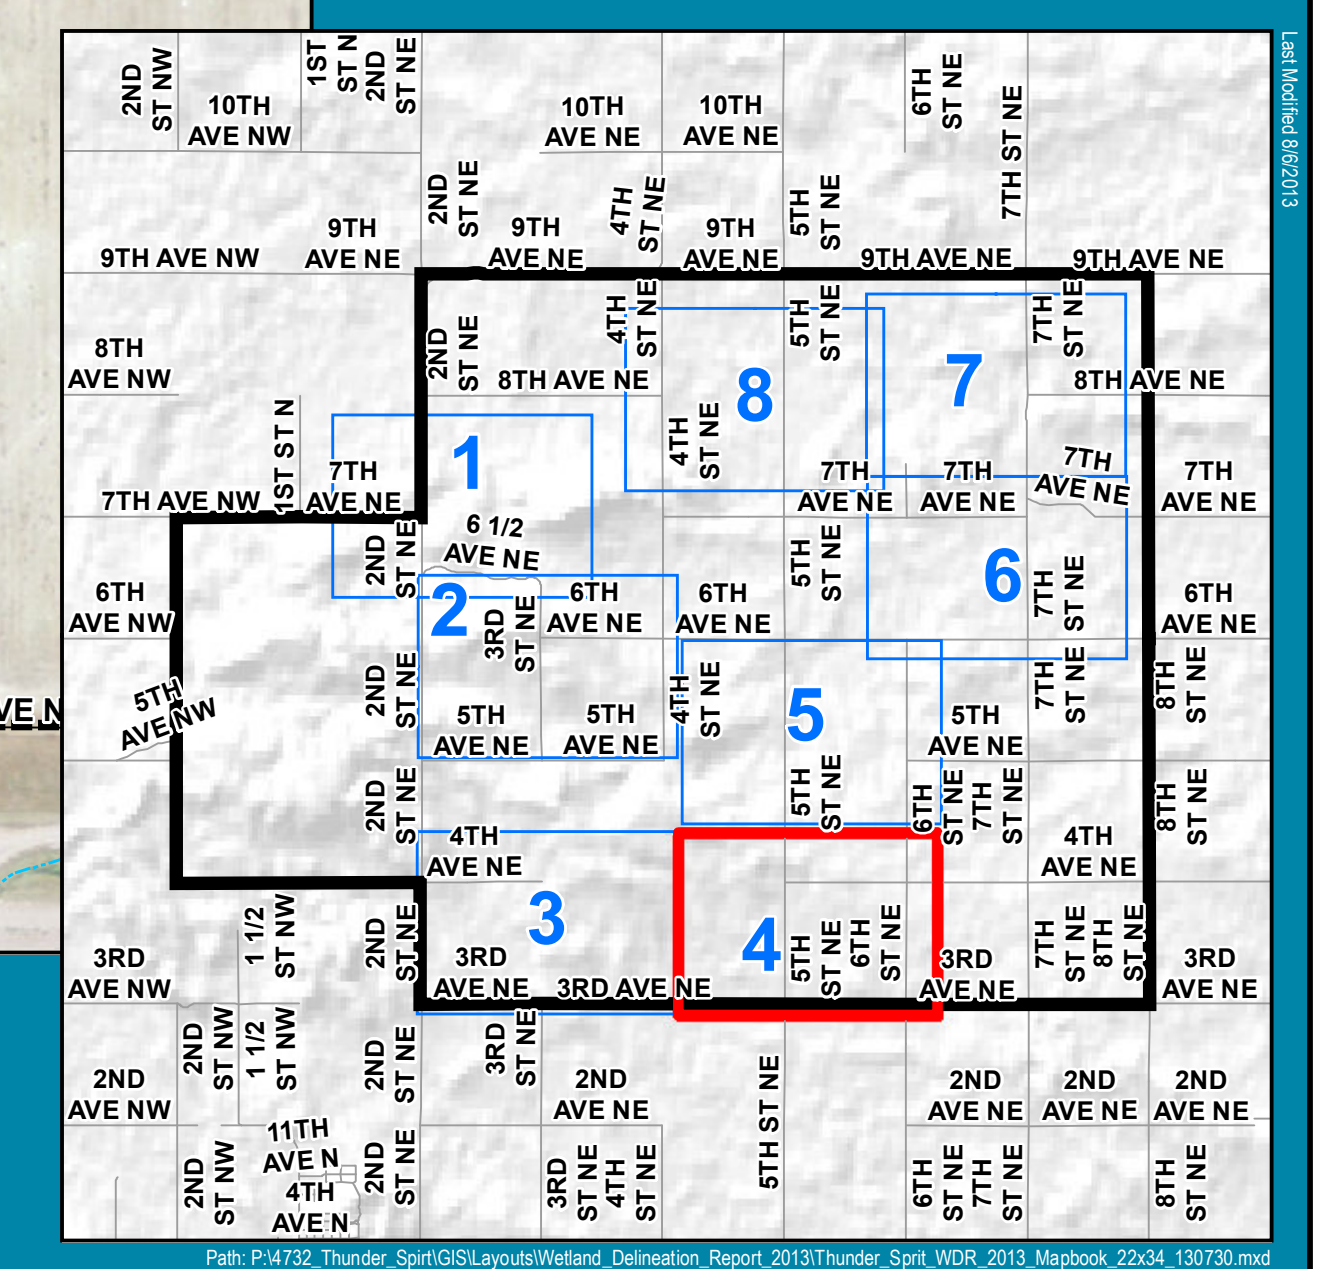 Last Modified 8/6/2013
2ND
ST NW
1ST
ST N
2ND
ST NE
10TH
AVE NW
10TH
AVE NE
10TH
AVE NE
6TH
ST NE
7TH ST NE
2ND
ST NE
4TH
ST NE
5TH
ST NE
9TH AVE NW
9TH
AVE NE
9TH
AVE NE
9TH
AVE NE
9TH AVE NE
9TH AVE NE
4TH
ST NE
5TH
ST NE
7TH
ST NE
2ND
ST NE
8TH
AVE NW
8TH AVE NE
8
7
8TH AVE NE
1ST ST N
4TH
ST NE
1
7TH AVE NW
7TH
AVE NE
7TH
AVE NE
7TH
AVE NE
7TH
AVE NE
7TH
AVE NE
6 1/2
AVE NE
2ND
ST NE
5TH
ST NE
6
7TH
ST NE
6TH
AVE NW
2
3RD
ST NE
6TH
AVE NE
6TH
AVE NE
6TH
AVE NE
5TH
AVE NW
2ND
ST NE
4TH
ST NE
5
7TH
ST NE
8TH
ST NE
VE N
5TH
AVE NE
5TH
AVE NE
5TH
AVE NE
2ND
ST NE
5TH
ST NE
6TH
ST NE
7TH
ST NE
8TH
ST NE
4TH
AVE NE
4TH
AVE NE
1 1/2
ST NW
2ND
ST NE
3
4
5TH
ST NE
6TH
ST NE
7TH
ST NE
8TH
ST NE
3RD
AVE NW
3RD
AVE NE
3RD AVE NE
3RD
AVE NE
3RD
AVE NE
2ND
ST NW
1 1/2
ST NW
2ND
ST NE
3RD
ST NE
2ND
AVE NW
2ND
AVE NE
5TH ST NE
2ND
AVE NE
2ND
AVE NE
2ND
AVE NE
11TH
AVE N
2ND
ST NW
4TH
AVE N
2ND
ST NE
3RD
ST NE
4TH
ST NE
6TH
ST NE
7TH
ST NE
8TH
ST NE
Path: P:\4732_Thunder_Spirt\GIS\Layouts\Wetland_Delineation_Report_2013\Thunder_Sprit_WDR_2013_Mapbook_22x34_130730.mxd